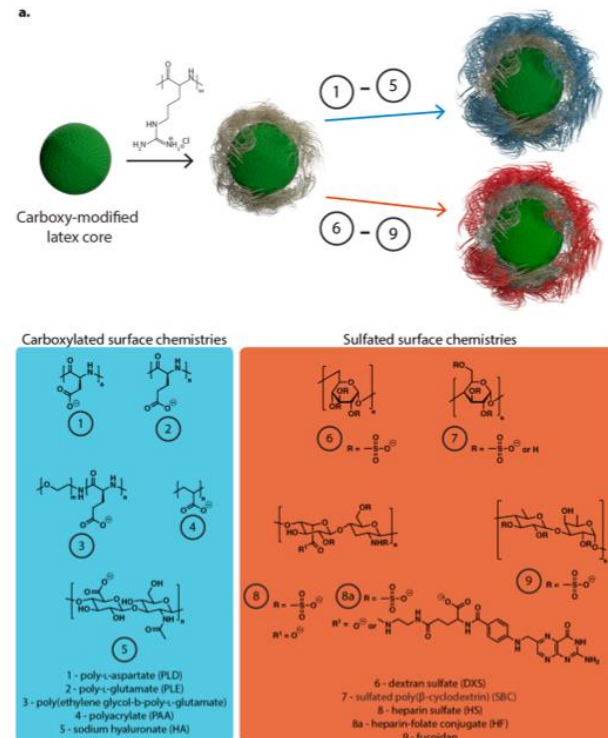 a.
1 - 5
Carboxy-modified
latex core
6 - 9
Carboxylated surface chemistries
Sulfated surface chemistries
1
2
6
R =
7
R = or H
3
4
5
8
R =
R¹ = O⊖
8a
R =
R¹ = O⊖ or
9
R =
1 - poly-ʟ-aspartate (PLD)
2 - poly-ʟ-glutamate (PLE)
3 - poly(ethylene glycol-b-poly-ʟ-glutamate)
4 - polyacrylate (PAA)
5 - sodium hyaluronate (HA)
6 - dextran sulfate (DXS)
7 - sulfated poly(β-cyclodextrin) (SBC)
8 - heparin sulfate (HS)
8a - heparin-folate conjugate (HF)
9 - fucoidan